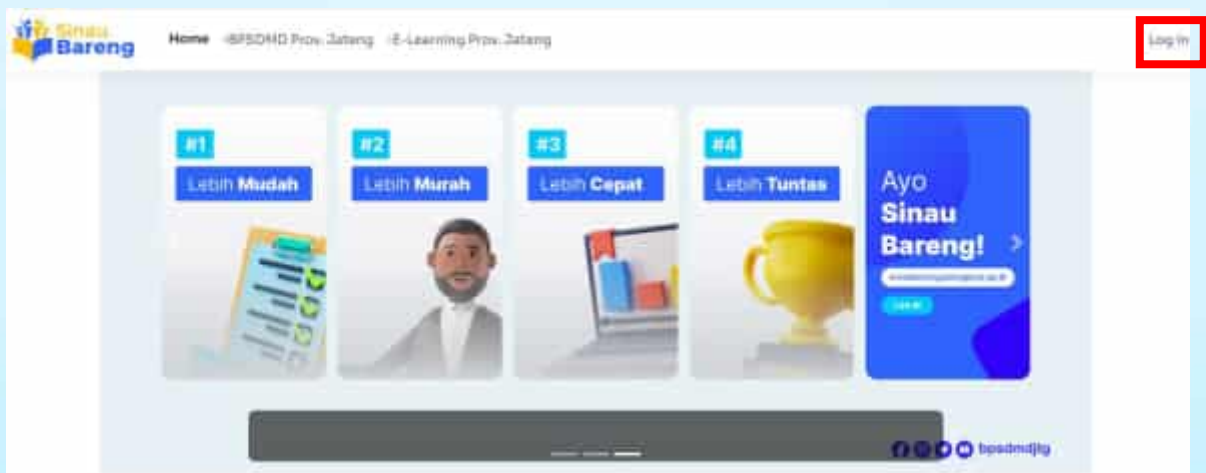 Sinau
Bareng
Home
BPSDMD Prov. Jateng
E-Learning Prov. Jateng
Log in
#1
Lebih Mudah
#2
Lebih Murah
#3
Lebih Cepat
#4
Lebih Tuntas
Ayo
Sinau
Bareng!
bpsdmdjtg